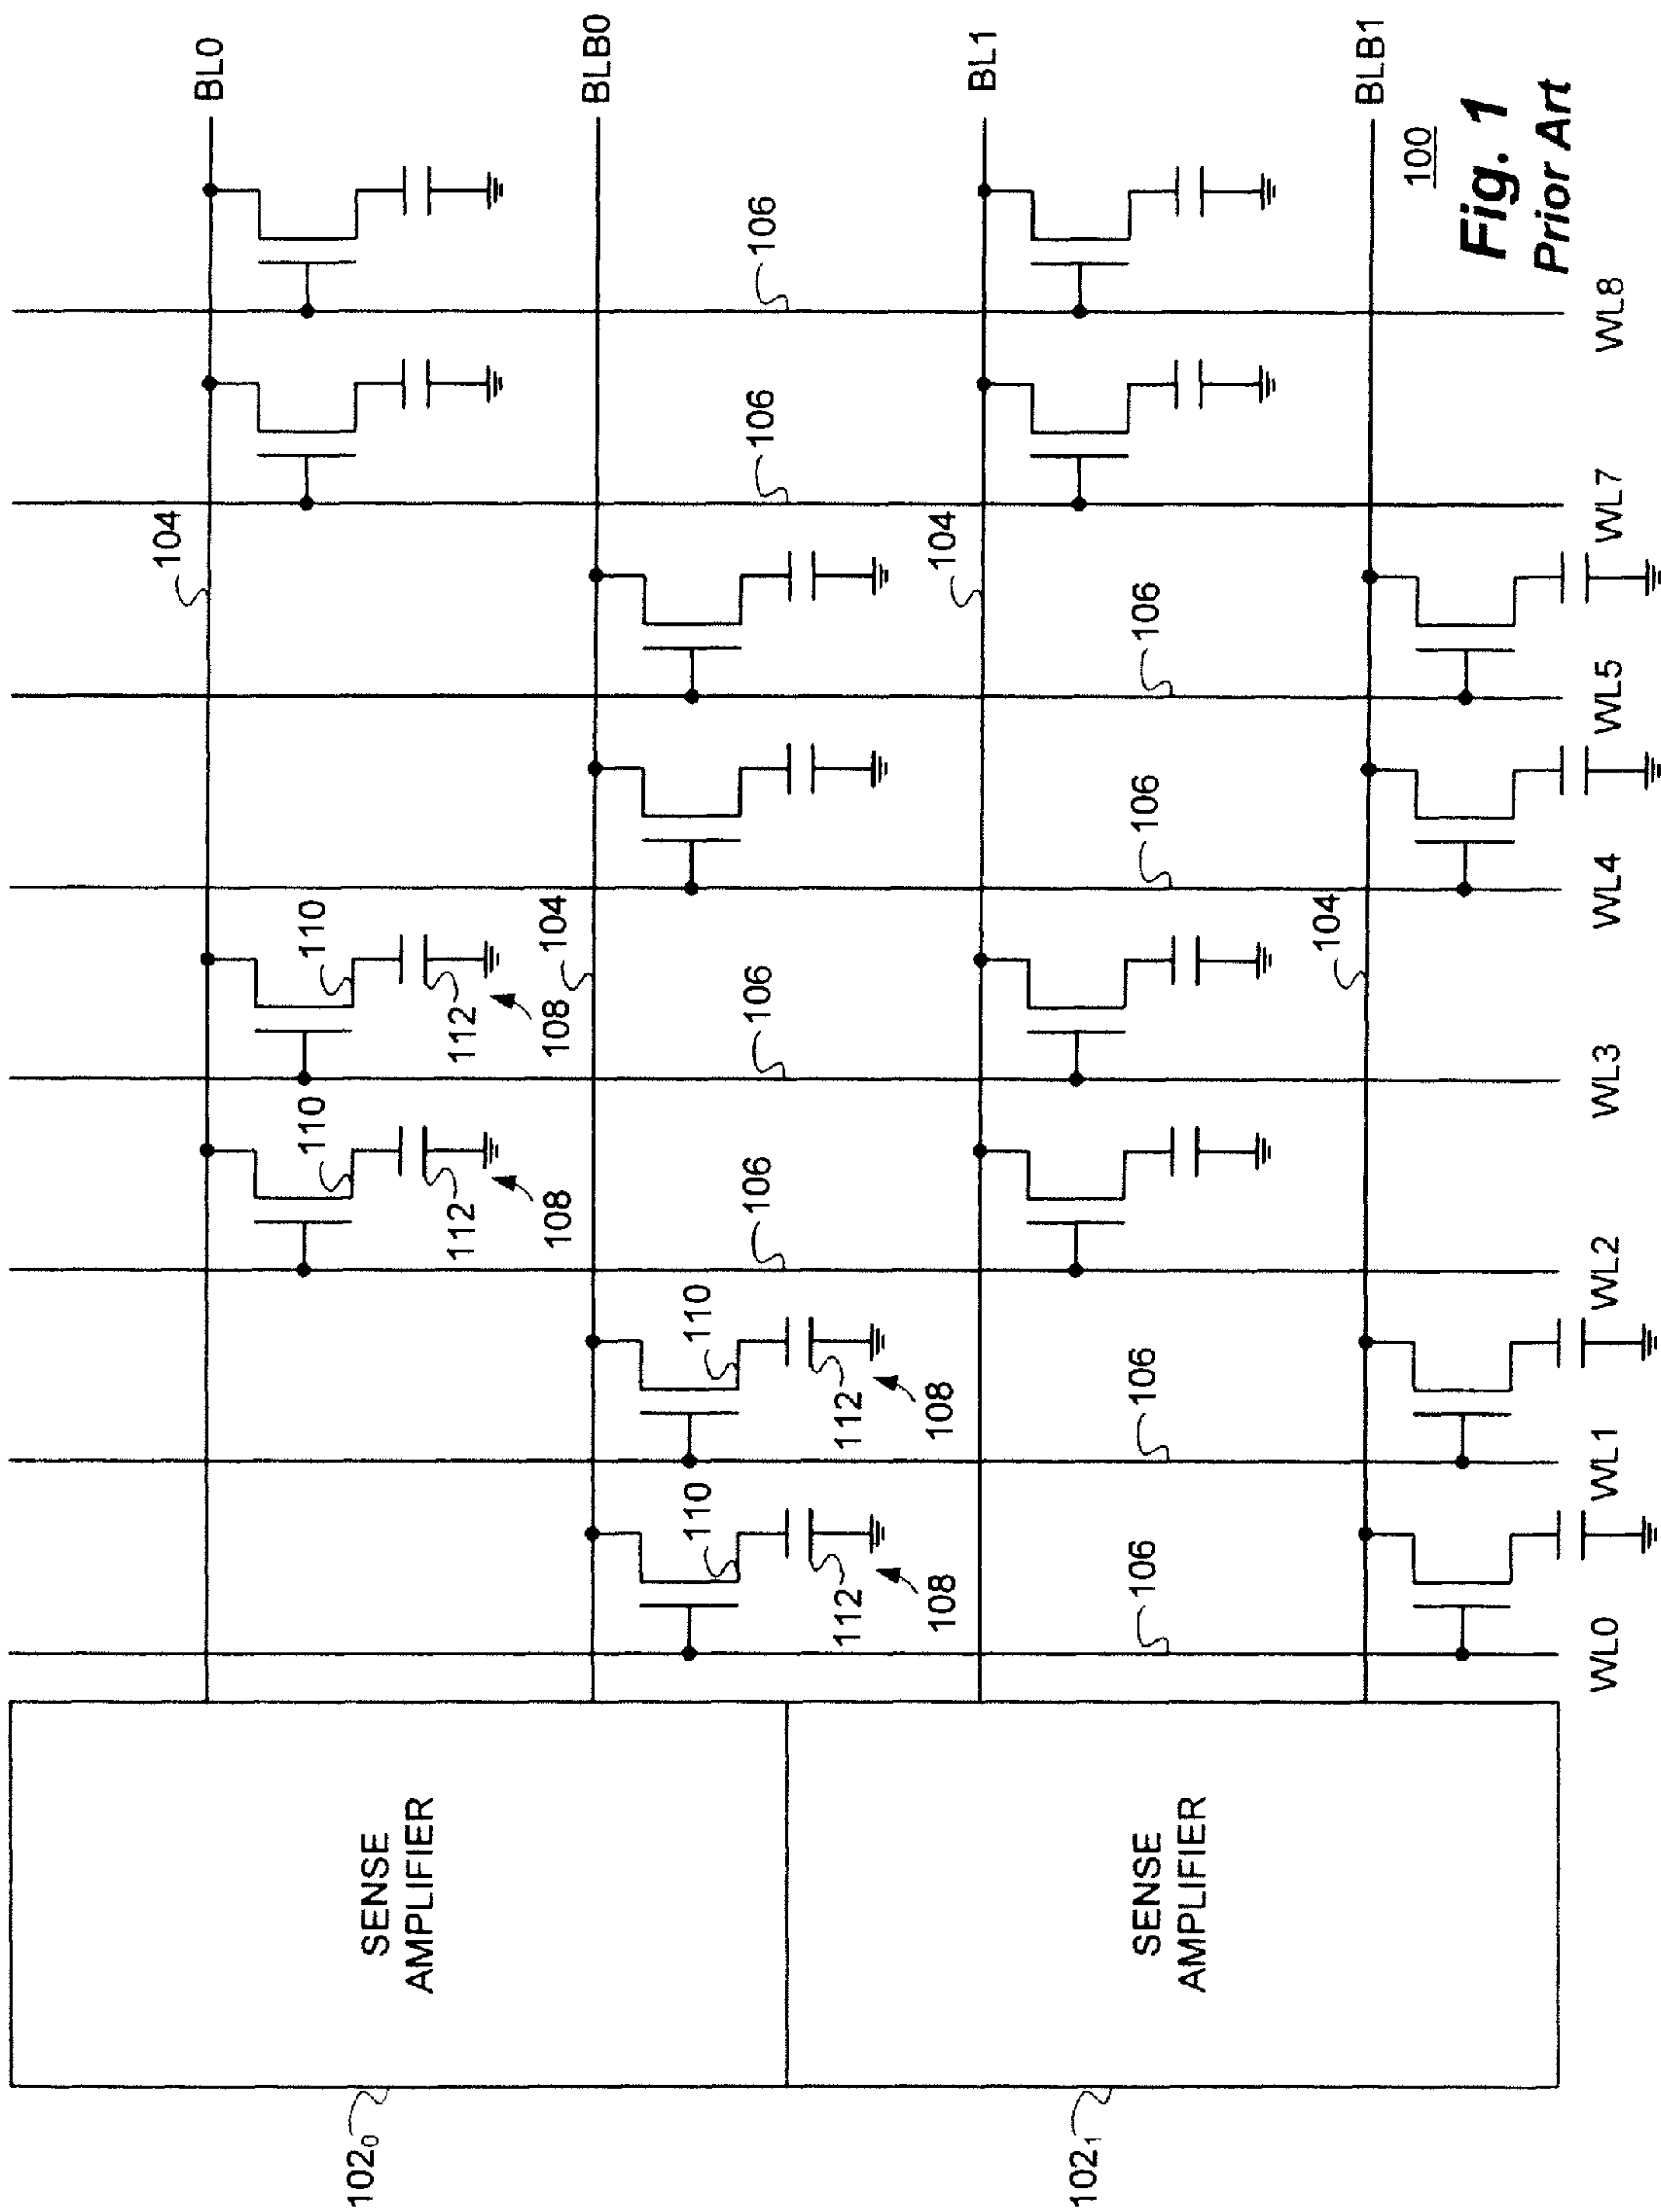 104
BL0
110 110
102₀
SENSE
AMPLIFIER
112 112
108 108 104
BLB0
110 110
106 106 106 106
112 112
108 108 104
BL1
102₁
SENSE
AMPLIFIER
106 106 106 106
104
BLB1
100
Fig. 1
Prior Art
WL0 WL1 WL2 WL3 WL4 WL5 WL7 WL8